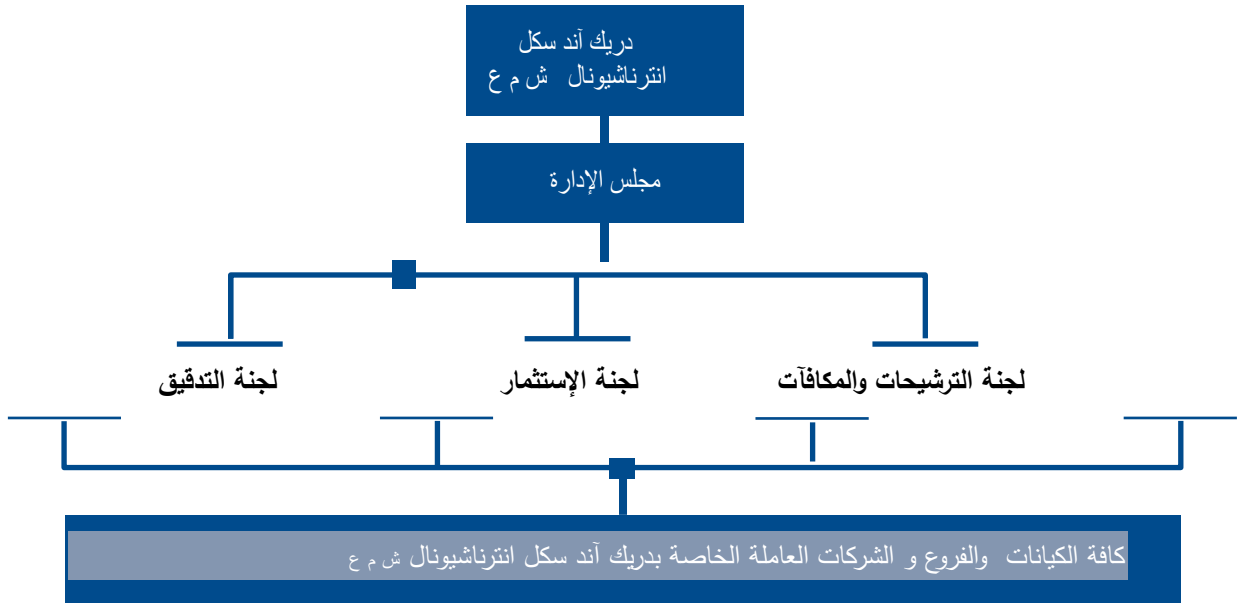 دريك آند سكل
انترناشيونال ش م ع
مجلس الإدارة
لجنة الترشيحات والمكافآت
لجنة الإستثمار
لجنة التدقيق
كافة الكيانات والفروع و الشركات العاملة الخاصة بدريك آند سكل انترناشيونال ش م ع